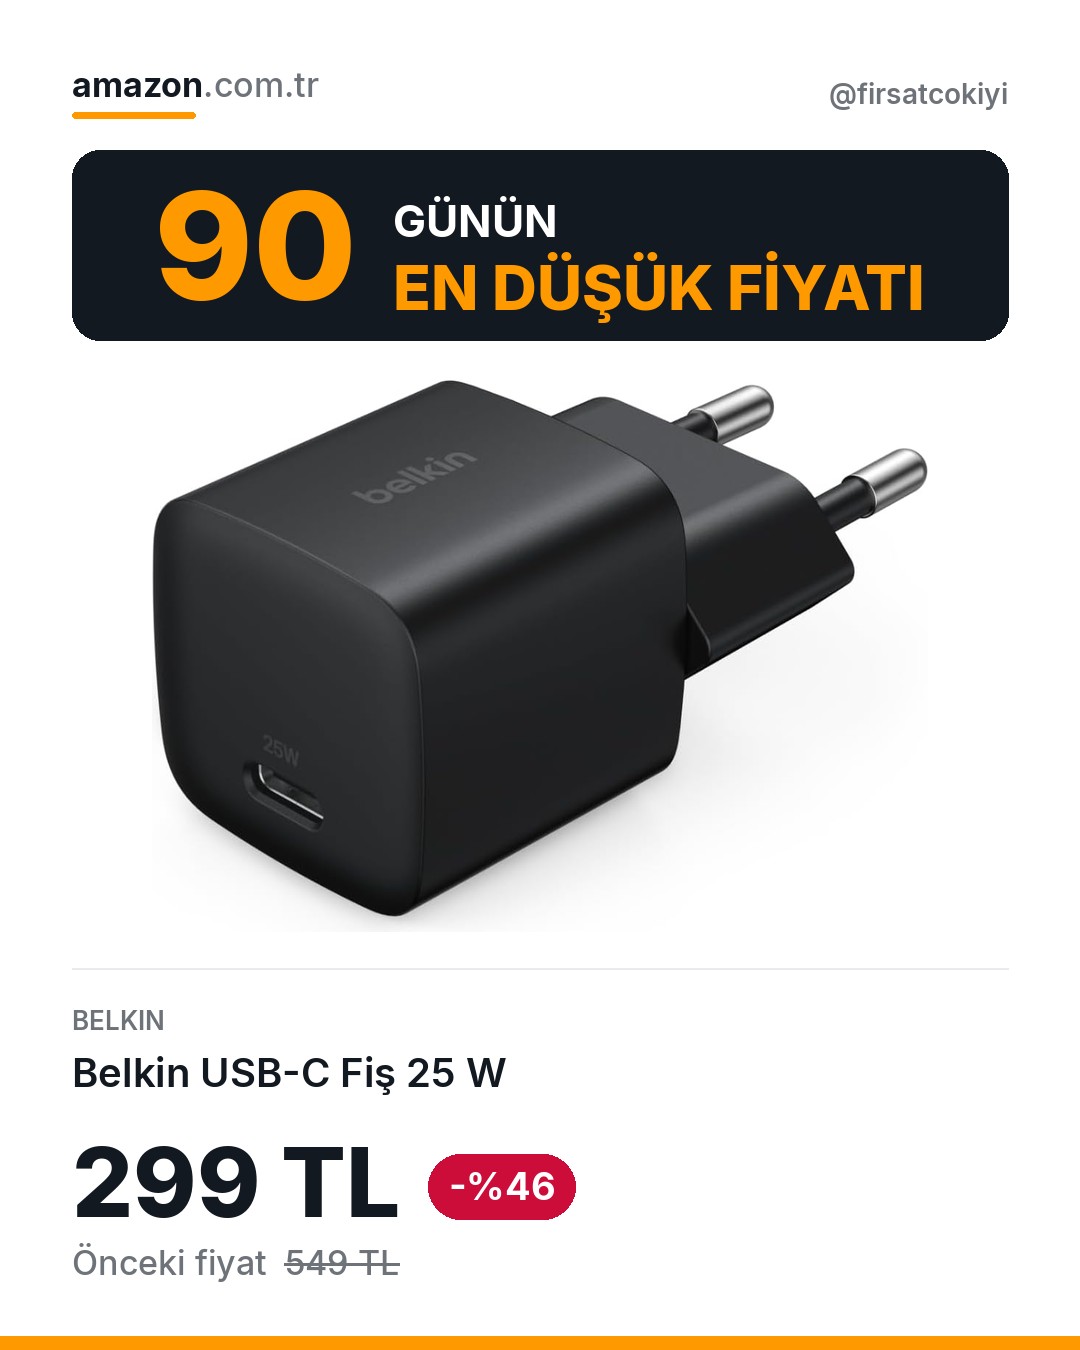 amazon.com.tr
@firsatcokiyi
90
GÜNÜN
EN DÜŞÜK FİYATI
belkin
25W
BELKIN
Belkin USB-C Fiş 25 W
299 TL
-%46
Önceki fiyat 549 TL